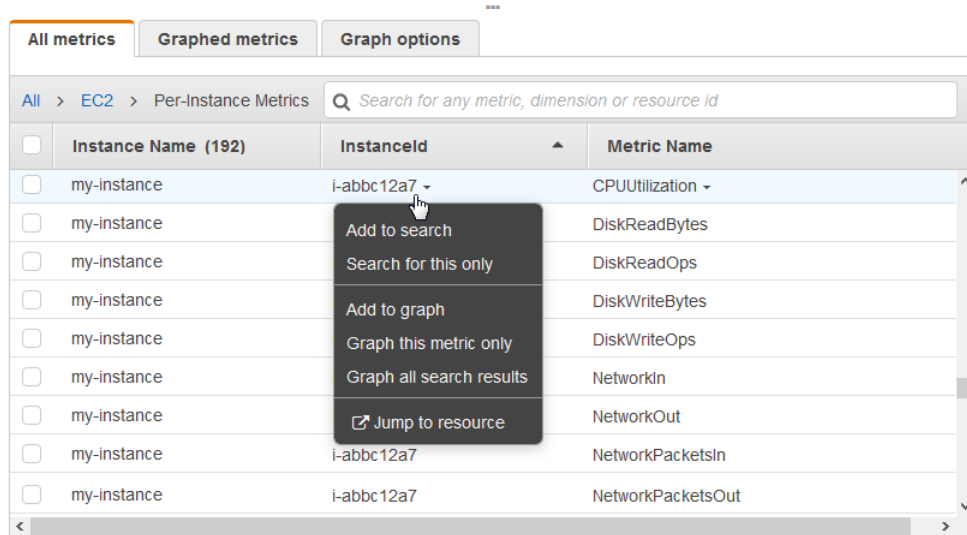 All metrics Graphed metrics Graph options
All > EC2 > Per-Instance Metrics Search for any metric, dimension or resource id
Instance Name (192) InstanceId Metric Name
my-instance i-abbc12a7 CPUUtilization
my-instance DiskReadBytes
Add to search
Search for this only
my-instance DiskReadOps
my-instance DiskWriteBytes
Add to graph
my-instance DiskWriteOps
Graph this metric only
my-instance NetworkIn
Graph all search results
my-instance NetworkOut
Jump to resource
my-instance i-abbc12a7 NetworkPacketsIn
my-instance i-abbc12a7 NetworkPacketsOut